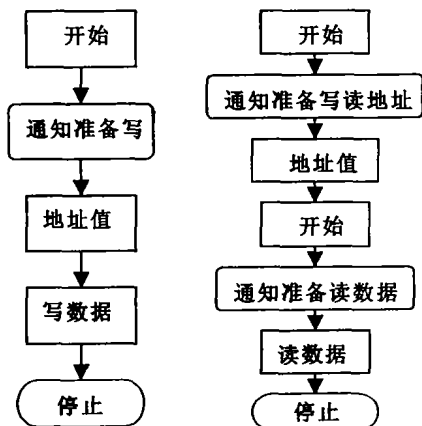 开始
通知准备写
地址值
写数据
停止
开始
通知准备写读地址
地址值
开始
通知准备读数据
读数据
停止